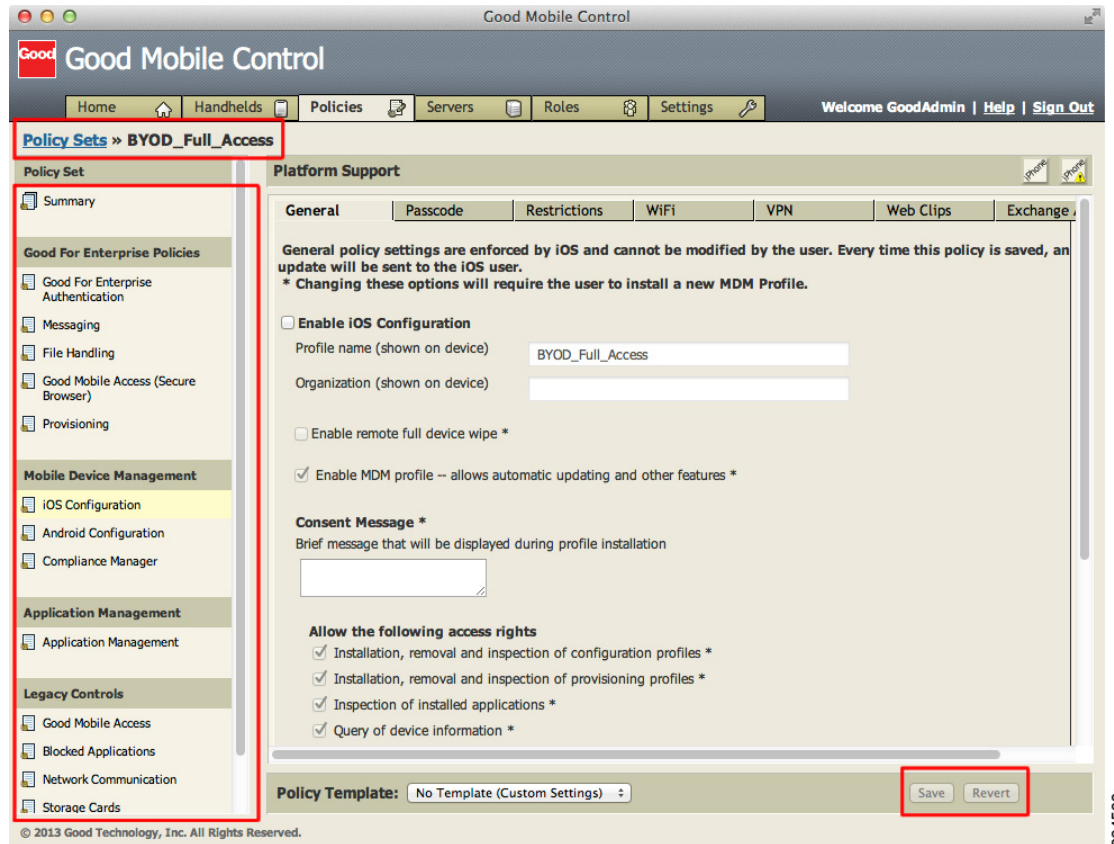 Good Mobile Control
Good Good Mobile Control
Home Handhelds Policies Servers Roles Settings Welcome GoodAdmin | Help | Sign Out
Policy Sets » BYOD_Full_Access
Policy Set
Summary
Good For Enterprise Policies
Good For Enterprise
Authentication
Messaging
File Handling
Good Mobile Access (Secure
Browser)
Provisioning
Mobile Device Management
iOS Configuration
Android Configuration
Compliance Manager
Application Management
Application Management
Legacy Controls
Good Mobile Access
Blocked Applications
Network Communication
Storage Cards
Platform Support
iPhone iPhone
General Passcode Restrictions WiFi VPN Web Clips Exchange
General policy settings are enforced by iOS and cannot be modified by the user. Every time this policy is saved, an
update will be sent to the iOS user.
* Changing these options will require the user to install a new MDM Profile.
Enable iOS Configuration
Profile name (shown on device) BYOD_Full_Access
Organization (shown on device)
Enable remote full device wipe *
Enable MDM profile -- allows automatic updating and other features *
Consent Message *
Brief message that will be displayed during profile installation
Allow the following access rights
Installation, removal and inspection of configuration profiles *
Installation, removal and inspection of provisioning profiles *
Inspection of installed applications *
Query of device information *
Policy Template: No Template (Custom Settings) Save Revert
© 2013 Good Technology, Inc. All Rights Reserved.